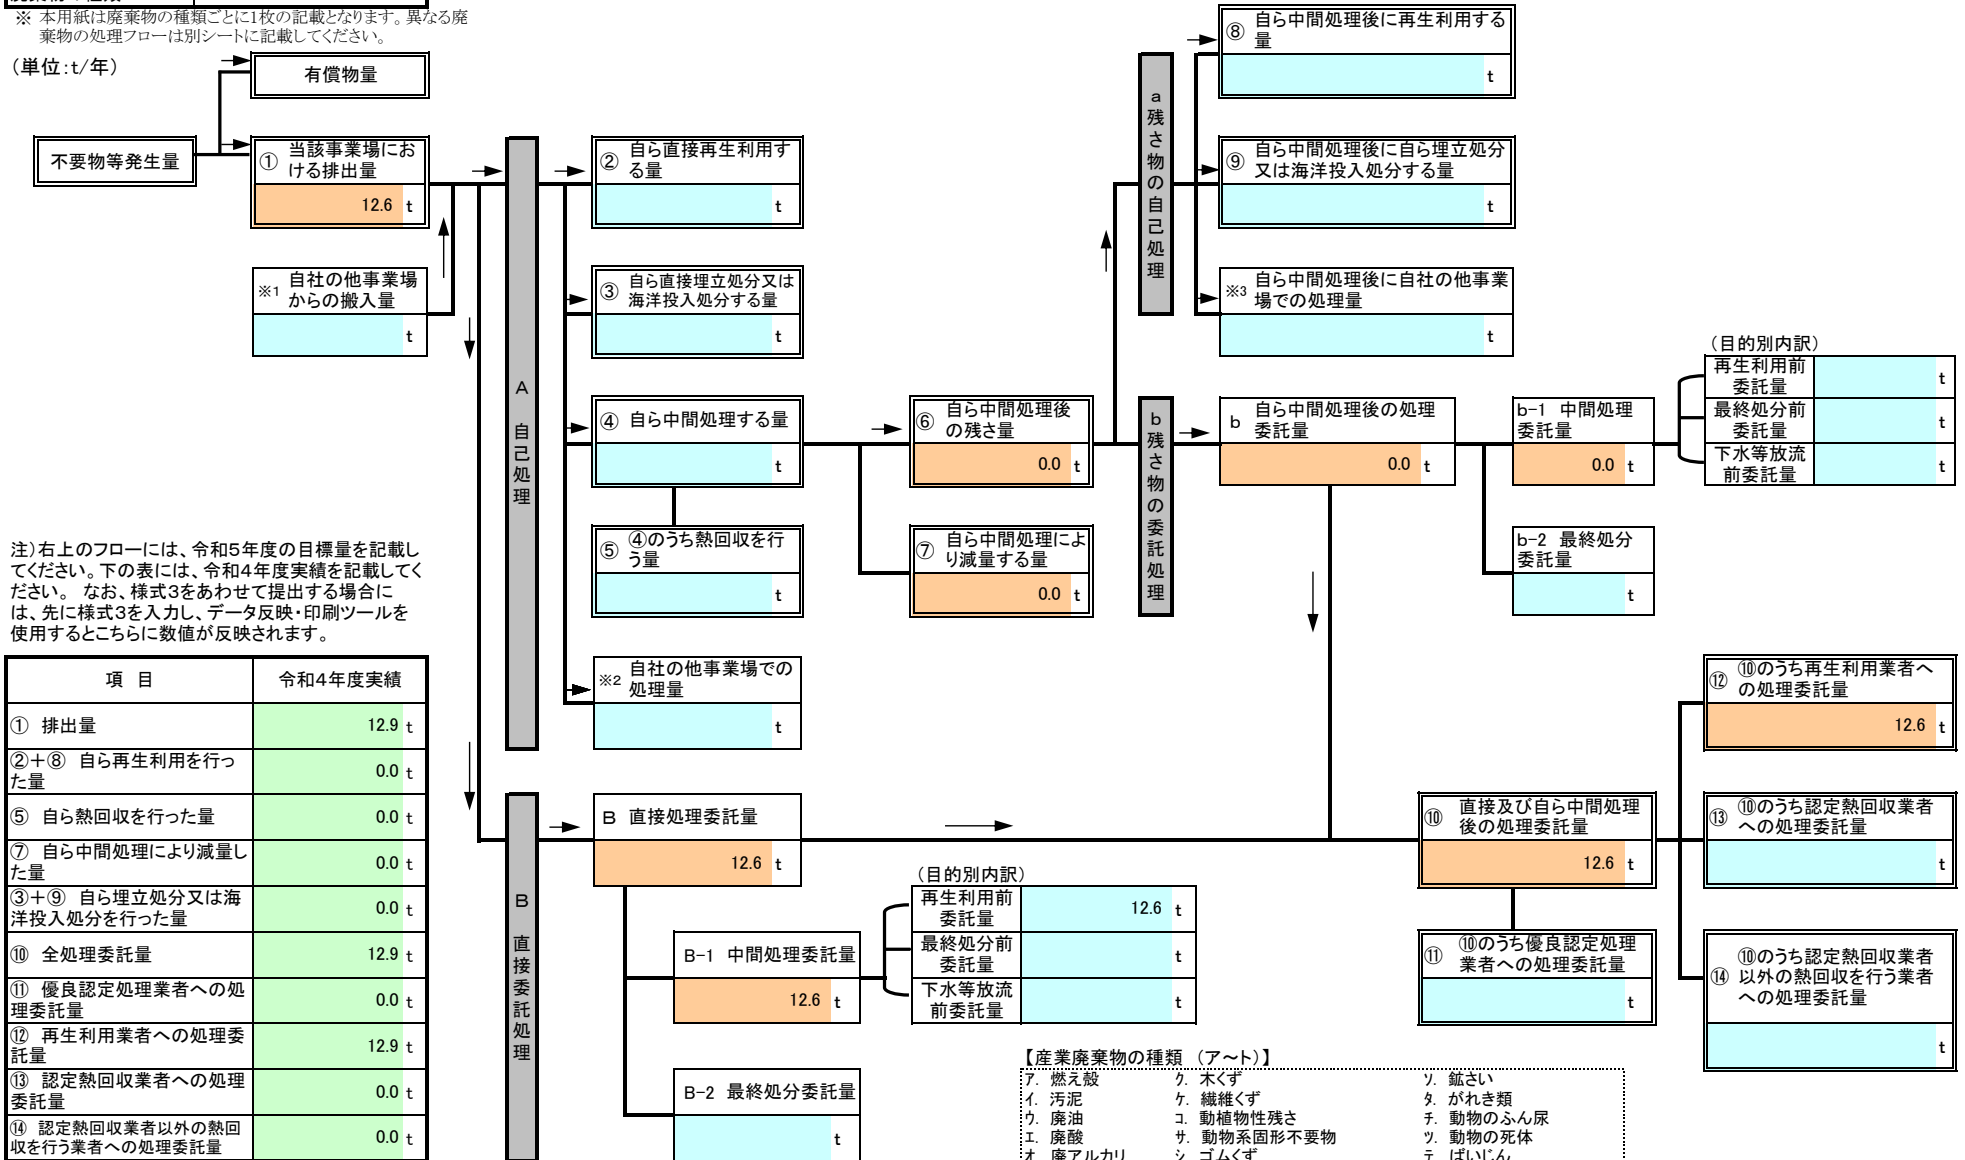 ※ 本用紙は廃棄物の種類ごとに1枚の記載となります。異なる廃
棄物の処理フローは別シートに記載してください。
（単位：t/年）
有償物量
不要物等発生量
① 当該事業場にお
ける排出量
12.6 t
※1 自社の他事業場
からの搬入量
t
A 自己処理
② 自ら直接再生利用す
る量
t
③ 自ら直接埋立処分又は
海洋投入処分する量
t
④ 自ら中間処理する量
t
⑤ ④のうち熱回収を行
う量
t
※2 自社の他事業場での
処理量
t
⑥ 自ら中間処理後
の残さ量
0.0 t
⑦ 自ら中間処理によ
り減量する量
0.0 t
a 残さ物の自己処理
⑧ 自ら中間処理後に再生利用する
量
t
⑨ 自ら中間処理後に自ら埋立処分
又は海洋投入処分する量
t
※3 自ら中間処理後に自社の他事業
場での処理量
t
b 残さ物の委託処理
b 自ら中間処理後の処理
委託量
0.0 t
b-1 中間処理
委託量
0.0 t
（目的別内訳）
再生利用前
委託量
t
最終処分前
委託量
t
下水等放流
前委託量
t
b-2 最終処分
委託量
t
注）右上のフローには、令和５年度の目標量を記載し
てください。下の表には、令和４年度実績を記載してく
ださい。 なお、様式３をあわせて提出する場合に
は、先に様式３を入力し、データ反映・印刷ツールを
使用するとこちらに数値が反映されます。
項 目 令和４年度実績
① 排出量 12.9 t
②＋⑧ 自ら再生利用を行っ
た量 0.0 t
⑤ 自ら熱回収を行った量 0.0 t
⑦ 自ら中間処理により減量し
た量 0.0 t
③＋⑨ 自ら埋立処分又は海
洋投入処分を行った量 0.0 t
⑩ 全処理委託量 12.9 t
⑪ 優良認定処理業者への処
理委託量 0.0 t
⑫ 再生利用業者への処理委
託量 12.9 t
⑬ 認定熱回収業者への処理
委託量 0.0 t
⑭ 認定熱回収業者以外の熱回
収を行う業者への処理委託量 0.0 t
B 直接委託処理
B 直接処理委託量
12.6 t
B-1 中間処理委託量
12.6 t
（目的別内訳）
再生利用前
委託量
12.6 t
最終処分前
委託量
t
下水等放流
前委託量
t
B-2 最終処分委託量
t
⑩ 直接及び自ら中間処理
後の処理委託量
12.6 t
⑪ ⑩のうち優良認定処理
業者への処理委託量
t
⑫ ⑩のうち再生利用業者へ
の処理委託量
12.6 t
⑬ ⑩のうち認定熱回収業者
への処理委託量
t
⑭ ⑩のうち認定熱回収業者
以外の熱回収を行う業者
への処理委託量
t
【産業廃棄物の種類 （ア～ト）】
ア. 燃え殻 ク. 木くず ソ. 鉱さい
イ. 汚泥 ケ. 繊維くず タ. がれき類
ウ. 廃油 コ. 動植物性残さ チ. 動物のふん尿
エ. 廃酸 サ. 動物系固形不要物 ツ. 動物の死体
オ. 廃アルカリ シ. ゴムくず テ. ばいじん